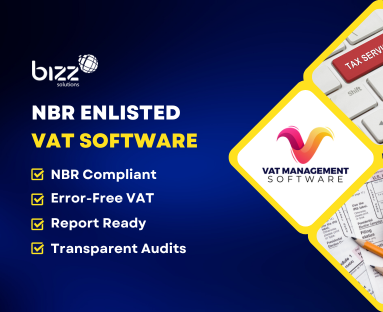 bizz
solutions
NBR ENLISTED
VAT SOFTWARE
NBR Compliant
Error-Free VAT
Report Ready
Transparent Audits
TAX SERV
Shift
VAT MANAGEMENT
SOFTWARE